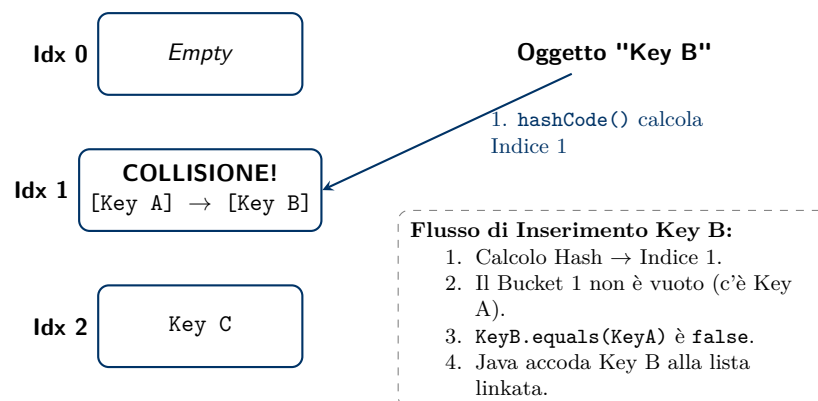 Idx 0
Empty
Oggetto "Key B"
1. hashCode() calcola
Indice 1
Idx 1
COLLISIONE!
[Key A] → [Key B]
Flusso di Inserimento Key B:
1. Calcolo Hash → Indice 1.
2. Il Bucket 1 non è vuoto (c'è Key
A).
3. KeyB.equals(KeyA) è false.
4. Java accoda Key B alla lista
linkata.
Idx 2
Key C